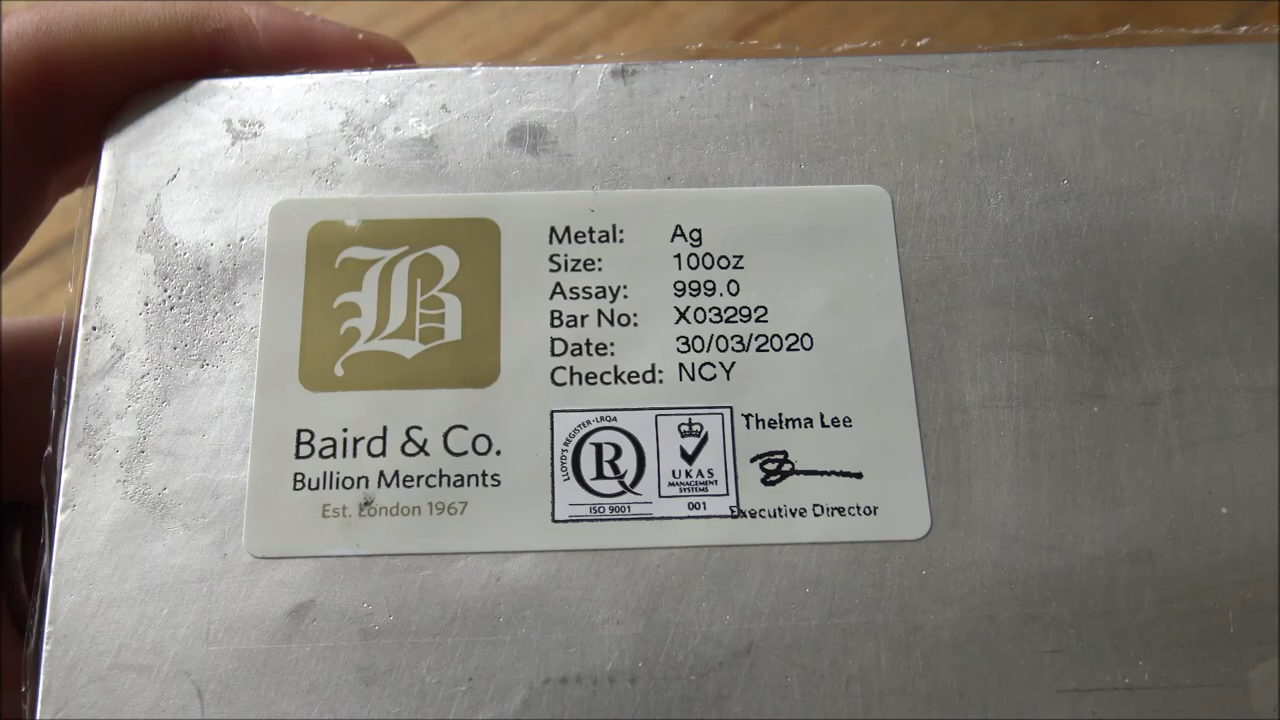 B
Metal: Ag
Size: 100oz
Assay: 999.0
Bar No: X03292
Date: 30/03/2020
Checked: NCY
Baird & Co.
Bullion Merchants
Est. London 1967
LLOYD'S REGISTER · LRQA
RQ
ISO 9001
UKAS
MANAGEMENT
SYSTEMS
001
Thelma Lee
Executive Director